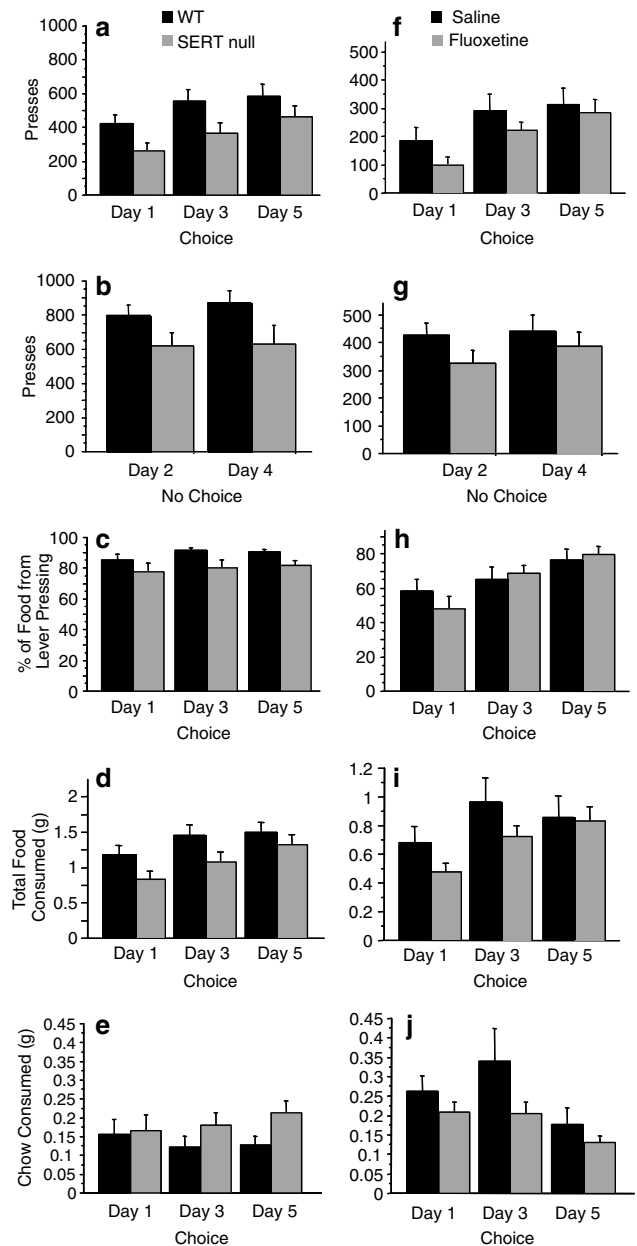 a
WT
SERT null
1000
800
600
400
200
0
Presses
Day 1 Day 3 Day 5
Choice
f
Saline
Fluoxetine
500
400
300
200
100
0
Day 1 Day 3 Day 5
Choice
b
1000
800
600
400
200
0
Presses
Day 2 Day 4
No Choice
g
500
400
300
200
100
0
Day 2 Day 4
No Choice
c
100
80
60
40
20
0
% of Food from
Lever Pressing
Day 1 Day 3 Day 5
Choice
h
80
60
40
20
0
Day 1 Day 3 Day 5
Choice
d
2
1.5
1
0.5
0
Total Food
Consumed (g)
Day 1 Day 3 Day 5
Choice
i
1.2
1
0.8
0.6
0.4
0.2
0
Day 1 Day 3 Day 5
Choice
e
0.45
0.4
0.35
0.3
0.25
0.2
0.15
0.1
0.05
0
Chow Consumed (g)
Day 1 Day 3 Day 5
Choice
j
0.45
0.4
0.35
0.3
0.25
0.2
0.15
0.1
0.05
0
Day 1 Day 3 Day 5
Choice